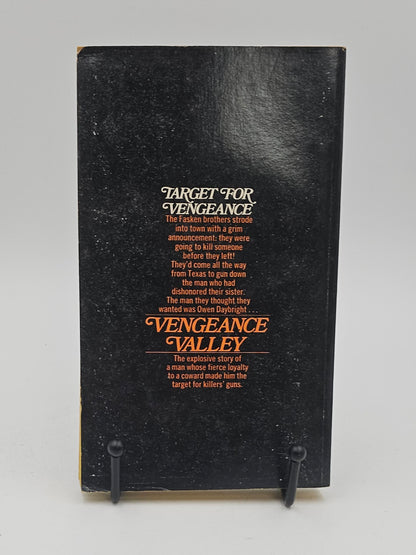 TARGET FOR
VENGEANCE
The Fasken brothers strode
into town with a grim
announcement: they were
going to kill someone
before they left!
They'd come all the way
from Texas to gun down
the man who had
dishonored their sister.
The man they thought they
wanted was Owen Daybright . . .
VENGEANCE
VALLEY
The explosive story of
a man whose fierce loyalty
to a coward made him the
target for killers' guns.